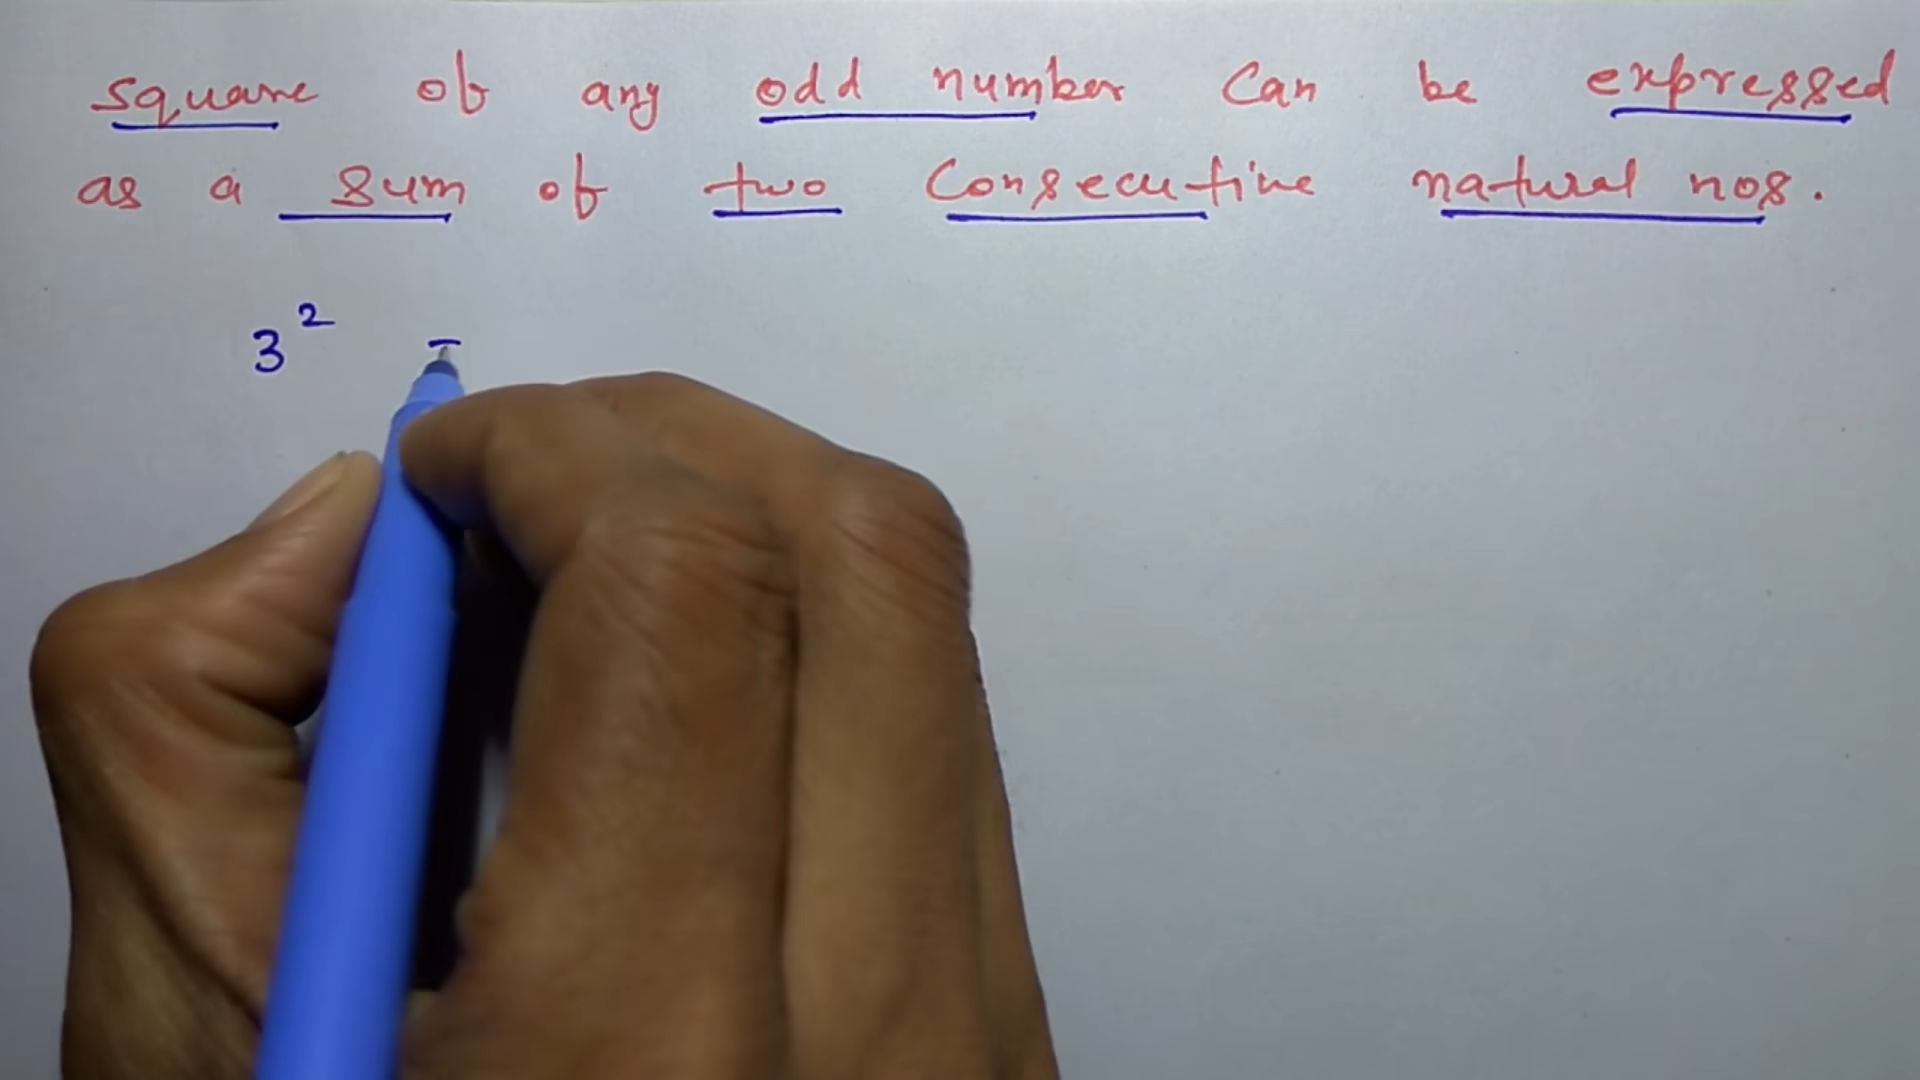 square of any odd number can be expressed
as a sum of two Consecutive natural nos.
3² =